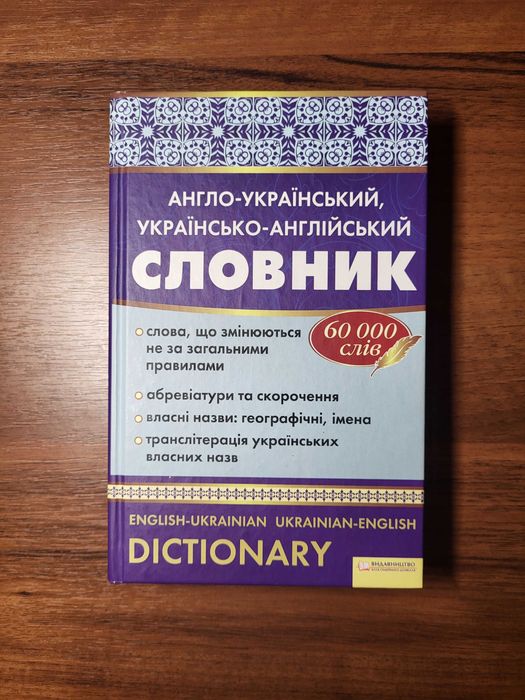 АНГЛО-УКРАЇНСЬКИЙ,
УКРАЇНСЬКО-АНГЛІЙСЬКИЙ
СЛОВНИК
слова, що змінюються
не за загальними
правилами
60 000
слів
абревіатури та скорочення
власні назви: географічні, імена
транслітерація українських
власних назв
ENGLISH-UKRAINIAN UKRAINIAN-ENGLISH
DICTIONARY
ВИДАВНИЦТВО